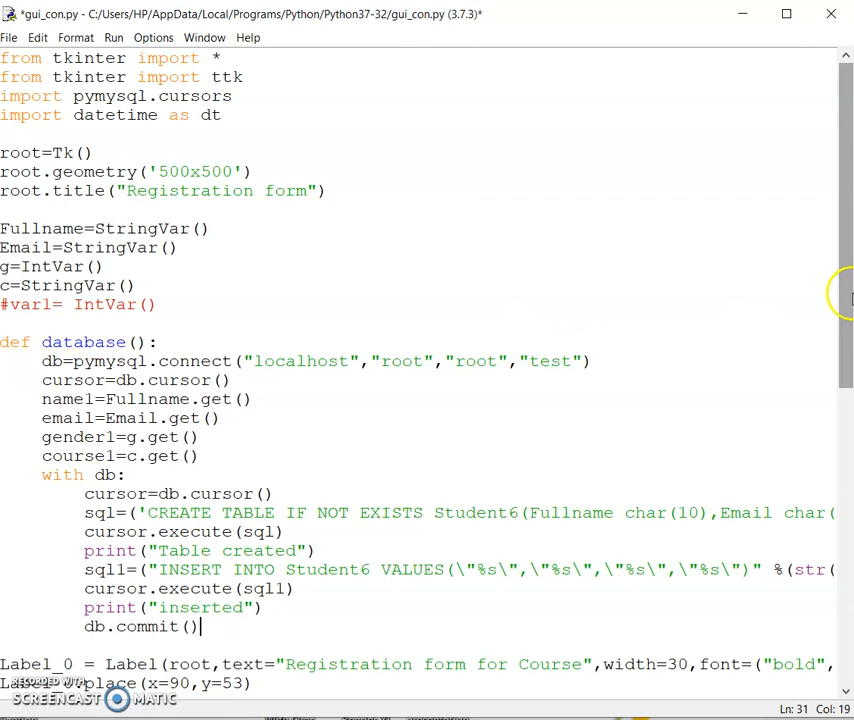 *gui_con.py - C:/Users/HP/AppData/Local/Programs/Python/Python37-32/gui_con.py (3.7.3)*
File Edit Format Run Options Window Help
from tkinter import *
from tkinter import ttk
import pymysql.cursors
import datetime as dt
root=Tk()
root.geometry('500x500')
root.title("Registration form")
Fullname=StringVar()
Email=StringVar()
g=IntVar()
c=StringVar()
#var1= IntVar()
def database():
    db=pymysql.connect("localhost","root","root","test")
    cursor=db.cursor()
    name1=Fullname.get()
    email=Email.get()
    gender1=g.get()
    course1=c.get()
    with db:
        cursor=db.cursor()
        sql=('CREATE TABLE IF NOT EXISTS Student6(Fullname char(10),Email char(
        cursor.execute(sql)
        print("Table created")
        sql1=("INSERT INTO Student6 VALUES(\"%s\",\"%s\",\"%s\",\"%s\")" %(str(
        cursor.execute(sql1)
        print("inserted")
        db.commit()
Label_0 = Label(root,text="Registration form for Course",width=30,font=("bold",
place(x=90,y=53)
RECORDED WITH
SCREENCAST MATIC
Ln: 31 Col: 19